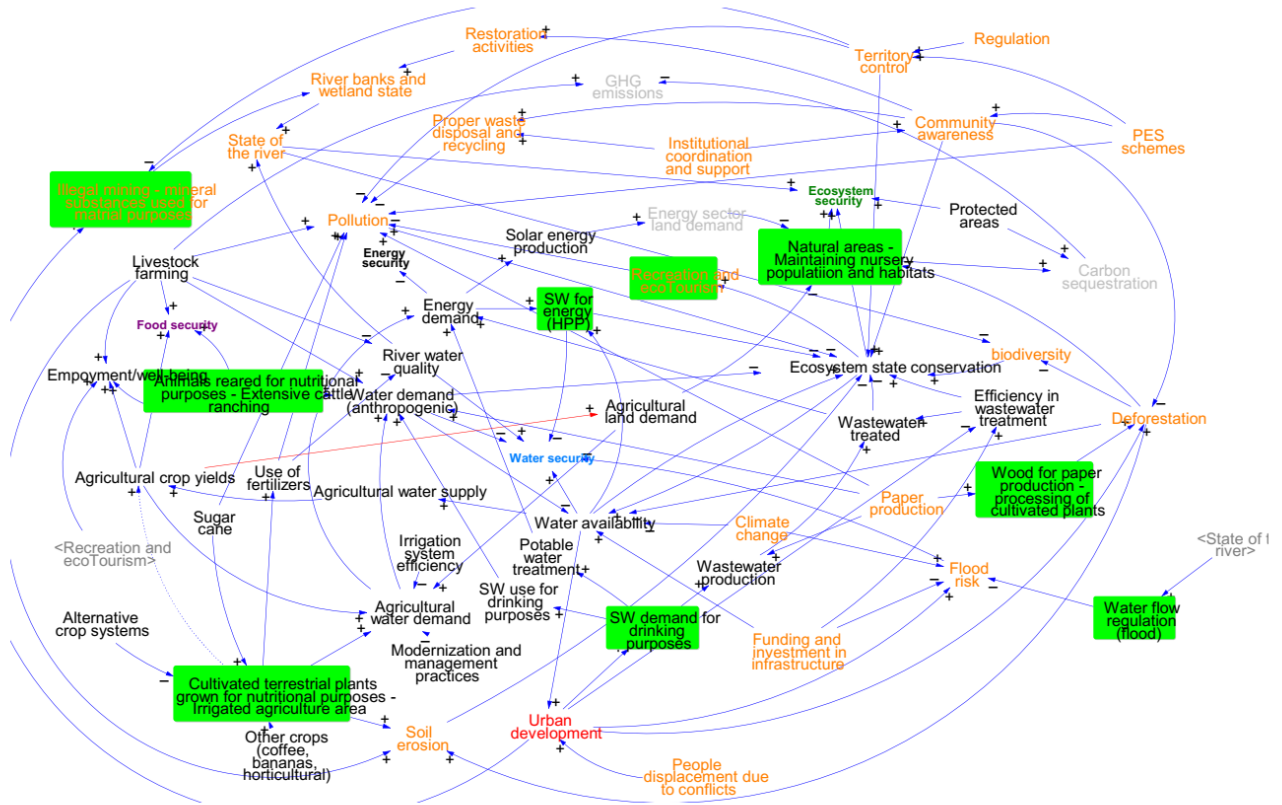 Restoration
activities
Regulation
Territory
control
GHG
emissions
River banks and
wetland state
Proper waste
disposal and
recycling
Community
awareness
PES
schemes
State of
the river
Institutional
coordination
and support
Illegal mining - mineral
substances used for
matrial purposes
Ecosystem
security
Pollution
Energy sector
land demand
Protected
areas
Energy
security
Solar energy
production
Natural areas -
Maintaining nursery
populatiion and habitats
Livestock
farming
Recreation and
ecoTourism
Carbon
sequestration
Food security
Energy
demand
SW for
energy
(HPP)
River water
quality
biodiversity
Empoyment/well-being
Animals reared for nutritional
purposes - Extensive cattle
ranching
Water demand
(anthropogenic)
Ecosystem state conservation
Agricultural
land demand
Wastewater
treated
Efficiency in
wastewater
treatment
Deforestation
Water security
Agricultural crop yields
Use of
fertilizers
Agricultural water supply
Paper
production
Wood for paper
production -
processing of
cultivated plants
Sugar
cane
Water availability
Climate
change
<Recreation and
ecoTourism>
Irrigation
system
efficiency
Potable
water
treatment
Wastewater
production
<State of t
river>
Flood
risk
SW use for
drinking
purposes
Alternative
crop systems
Agricultural
water demand
SW demand for
drinking
purposes
Water flow
regulation
(flood)
Modernization and
management
practices
Funding and
investment in
infrastructure
Cultivated terrestrial plants
grown for nutritional purposes -
Irrigated agriculture area
Urban
development
Soil
erosion
Other crops
(coffee,
bananas,
horticultural)
People
displacement due
to conflicts